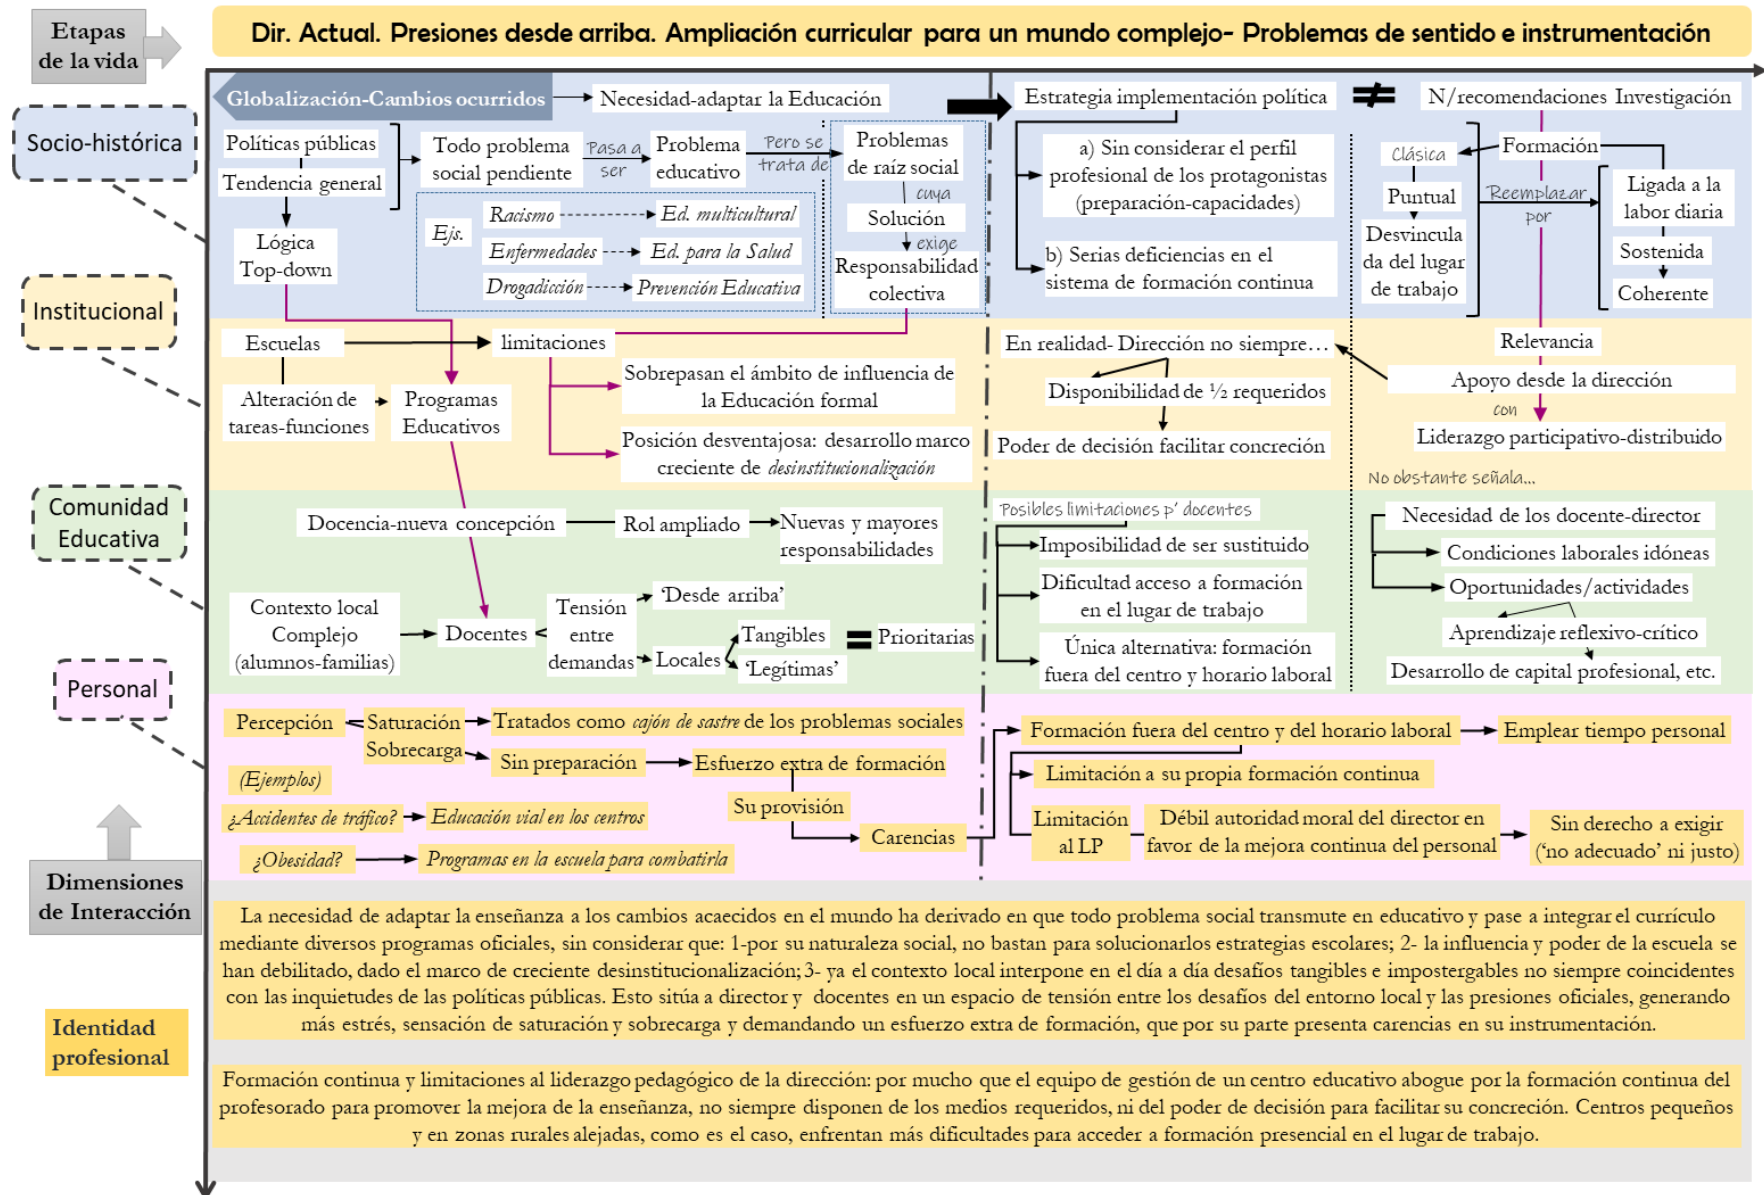 Etapas
de la vida
Dir. Actual. Presiones desde arriba. Ampliación curricular para un mundo complejo- Problemas de sentido e instrumentación
Socio-histórica
Globalización-Cambios ocurridos
Necesidad-adaptar la Educación
Políticas públicas
Tendencia general
Lógica
Top-down
Todo problema
social pendiente
Pasa a
ser
Problema
educativo
Pero se
trata de
Problemas
de raíz social
cuya
Solución
exige
Responsabilidad
colectiva
Ejs.
Racismo
Ed. multicultural
Enfermedades
Ed. para la Salud
Drogadicción
Prevención Educativa
Estrategia implementación política
≠
N/recomendaciones Investigación
a) Sin considerar el perfil
profesional de los protagonistas
(preparación-capacidades)
b) Serias deficiencias en el
sistema de formación continua
Formación
Clásica
Puntual
Desvincula
da del lugar
de trabajo
Reemplazar
por
Ligada a la
labor diaria
Sostenida
Coherente
Institucional
Escuelas
limitaciones
Alteración de
tareas-funciones
Programas
Educativos
Sobrepasan el ámbito de influencia de
la Educación formal
Posición desventajosa: desarrollo marco
creciente de desinstitucionalización
En realidad- Dirección no siempre…
Disponibilidad de ½ requeridos
Poder de decisión facilitar concreción
Relevancia
Apoyo desde la dirección
con
Liderazgo participativo-distribuido
No obstante señala...
Comunidad
Educativa
Docencia-nueva concepción
Rol ampliado
Nuevas y mayores
responsabilidades
Contexto local
Complejo
(alumnos-familias)
Docentes
Tensión
entre
demandas
‘Desde arriba’
Locales
Tangibles
‘Legítimas’
=
Prioritarias
Posibles limitaciones p' docentes
Imposibilidad de ser sustituido
Dificultad acceso a formación
en el lugar de trabajo
Única alternativa: formación
fuera del centro y horario laboral
Necesidad de los docente-director
Condiciones laborales idóneas
Oportunidades/actividades
Aprendizaje reflexivo-crítico
Desarrollo de capital profesional, etc.
Personal
Percepción
Saturación
Sobrecarga
Tratados como cajón de sastre de los problemas sociales
Sin preparación
Esfuerzo extra de formación
(Ejemplos)
¿Accidentes de tráfico?
Educación vial en los centros
¿Obesidad?
Programas en la escuela para combatirla
Su provisión
Carencias
Formación fuera del centro y del horario laboral
Emplear tiempo personal
Limitación a su propia formación continua
Limitación
al LP
Débil autoridad moral del director en
favor de la mejora continua del personal
Sin derecho a exigir
(‘no adecuado’ ni justo)
Dimensiones
de Interacción
Identidad
profesional
La necesidad de adaptar la enseñanza a los cambios acaecidos en el mundo ha derivado en que todo problema social transmute en educativo y pase a integrar el currículo
mediante diversos programas oficiales, sin considerar que: 1-por su naturaleza social, no bastan para solucionarlos estrategias escolares; 2- la influencia y poder de la escuela se
han debilitado, dado el marco de creciente desinstitucionalización; 3- ya el contexto local interpone en el día a día desafíos tangibles e impostergables no siempre coincidentes
con las inquietudes de las políticas públicas. Esto sitúa a director y docentes en un espacio de tensión entre los desafíos del entorno local y las presiones oficiales, generando
más estrés, sensación de saturación y sobrecarga y demandando un esfuerzo extra de formación, que por su parte presenta carencias en su instrumentación.
Formación continua y limitaciones al liderazgo pedagógico de la dirección: por mucho que el equipo de gestión de un centro educativo abogue por la formación continua del
profesorado para promover la mejora de la enseñanza, no siempre disponen de los medios requeridos, ni del poder de decisión para facilitar su concreción. Centros pequeños
y en zonas rurales alejadas, como es el caso, enfrentan más dificultades para acceder a formación presencial en el lugar de trabajo.